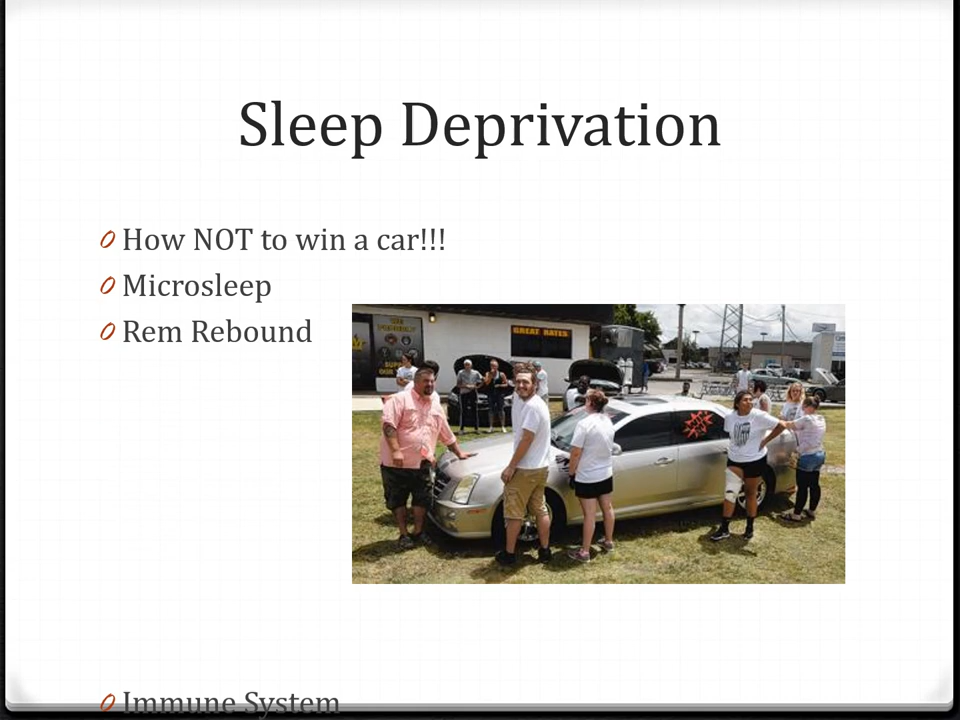 Sleep Deprivation
How NOT to win a car!!!
Microsleep
Rem Rebound
GREAT RATES
Immune System